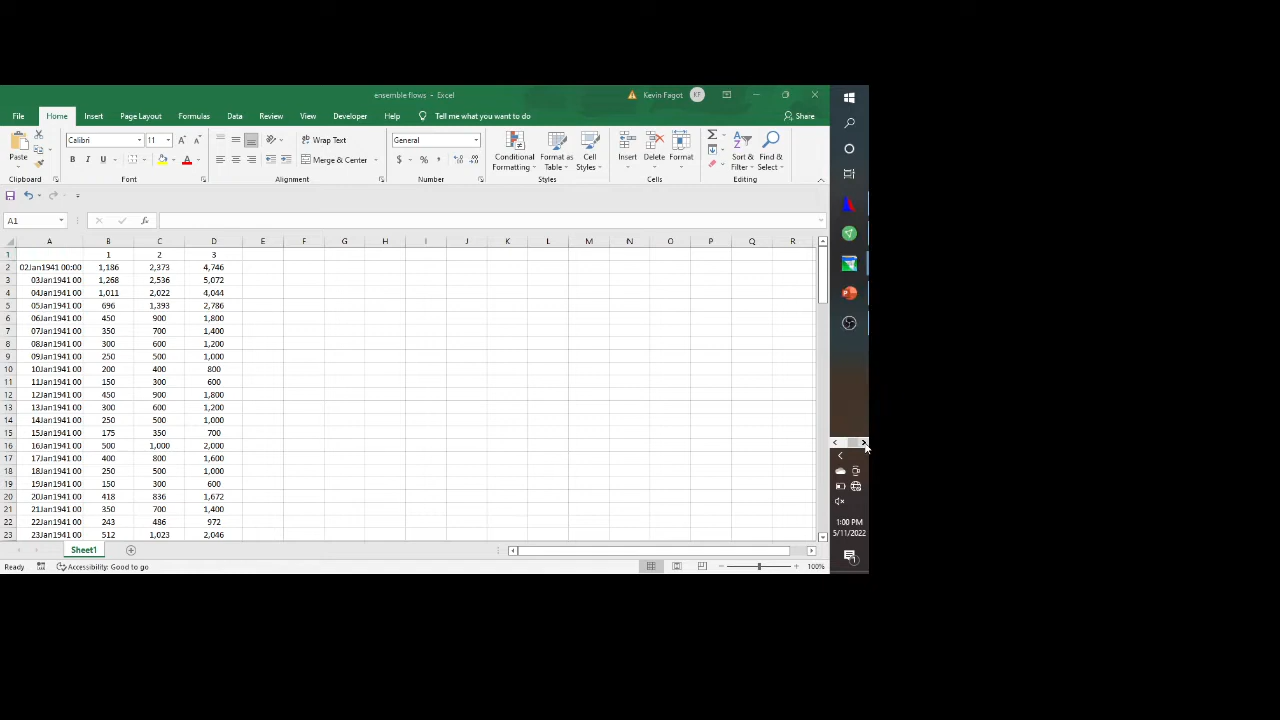 ensemble flows - Excel
Kevin Fagot KF
File Home Insert Page Layout Formulas Data Review View Developer Help Tell me what you want to do Share
Calibri 11 General
Paste
Wrap Text
Merge & Center
Conditional Formatting
Format as Table
Cell Styles
Insert Delete Format
Sort & Filter
Find & Select
Clipboard Font Alignment Number Styles Cells Editing
A1
A B C D E F G H I J K L M N O P Q R
1 1 2 3
2 02Jan1941 00:00 1,186 2,373 4,746
3 03Jan1941 00 1,268 2,536 5,072
4 04Jan1941 00 1,011 2,022 4,044
5 05Jan1941 00 696 1,393 2,786
6 06Jan1941 00 450 900 1,800
7 07Jan1941 00 350 700 1,400
8 08Jan1941 00 300 600 1,200
9 09Jan1941 00 250 500 1,000
10 10Jan1941 00 200 400 800
11 11Jan1941 00 150 300 600
12 12Jan1941 00 450 900 1,800
13 13Jan1941 00 300 600 1,200
14 14Jan1941 00 250 500 1,000
15 15Jan1941 00 175 350 700
16 16Jan1941 00 500 1,000 2,000
17 17Jan1941 00 400 800 1,600
18 18Jan1941 00 250 500 1,000
19 19Jan1941 00 150 300 600
20 20Jan1941 00 418 836 1,672
21 21Jan1941 00 350 700 1,400
22 22Jan1941 00 243 486 972
23 23Jan1941 00 512 1,023 2,046
Sheet1
Ready Accessibility: Good to go 100%
1:00 PM
5/11/2022
1